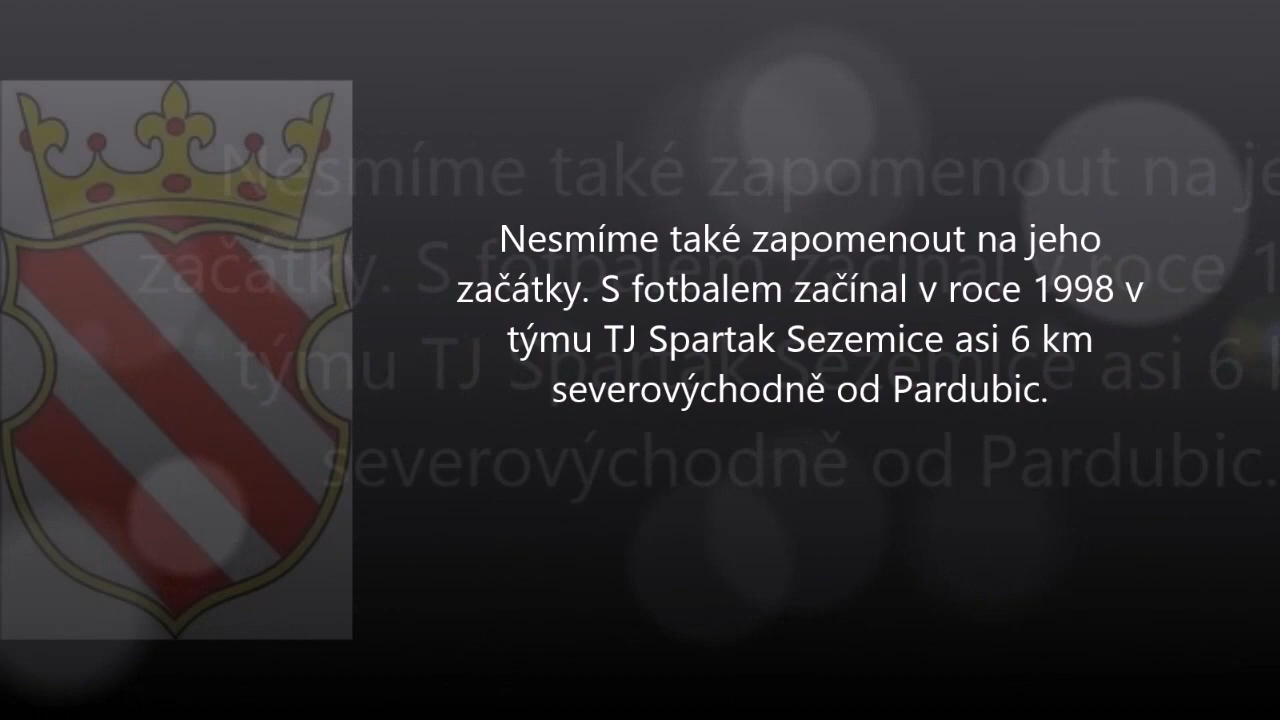 Nesmíme také zapomenout na jeho
začátky. S fotbalem začínal v roce 1998 v
týmu TJ Spartak Sezemice asi 6 km
severovýchodně od Pardubic.